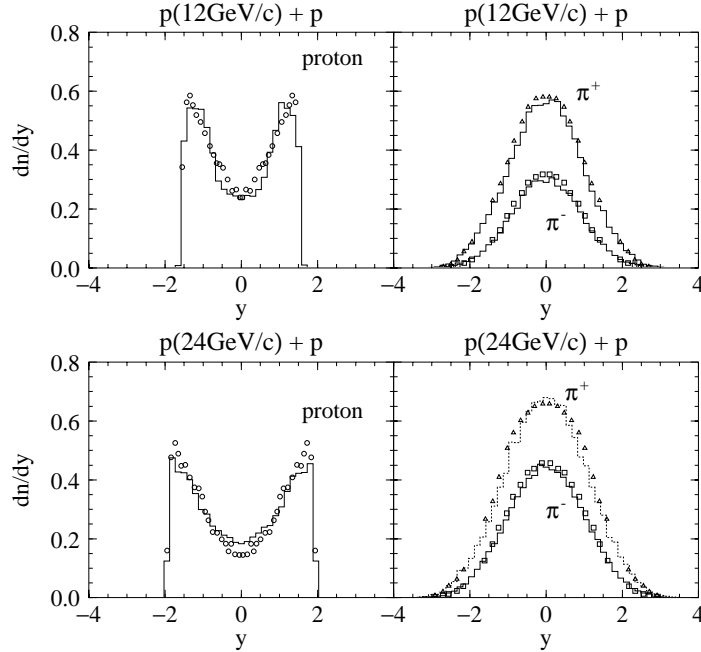 p(12GeV/c) + p p(12GeV/c) + p
0.8
proton
π⁺
0.6
dn/dy
0.4
π⁻
0.2
0.0
−4 −2 0 2 −4 −2 0 2 4
y y
p(24GeV/c) + p p(24GeV/c) + p
0.8
proton
π⁺
0.6
dn/dy
0.4
π⁻
0.2
0.0
−4 −2 0 2 −4 −2 0 2 4
y y